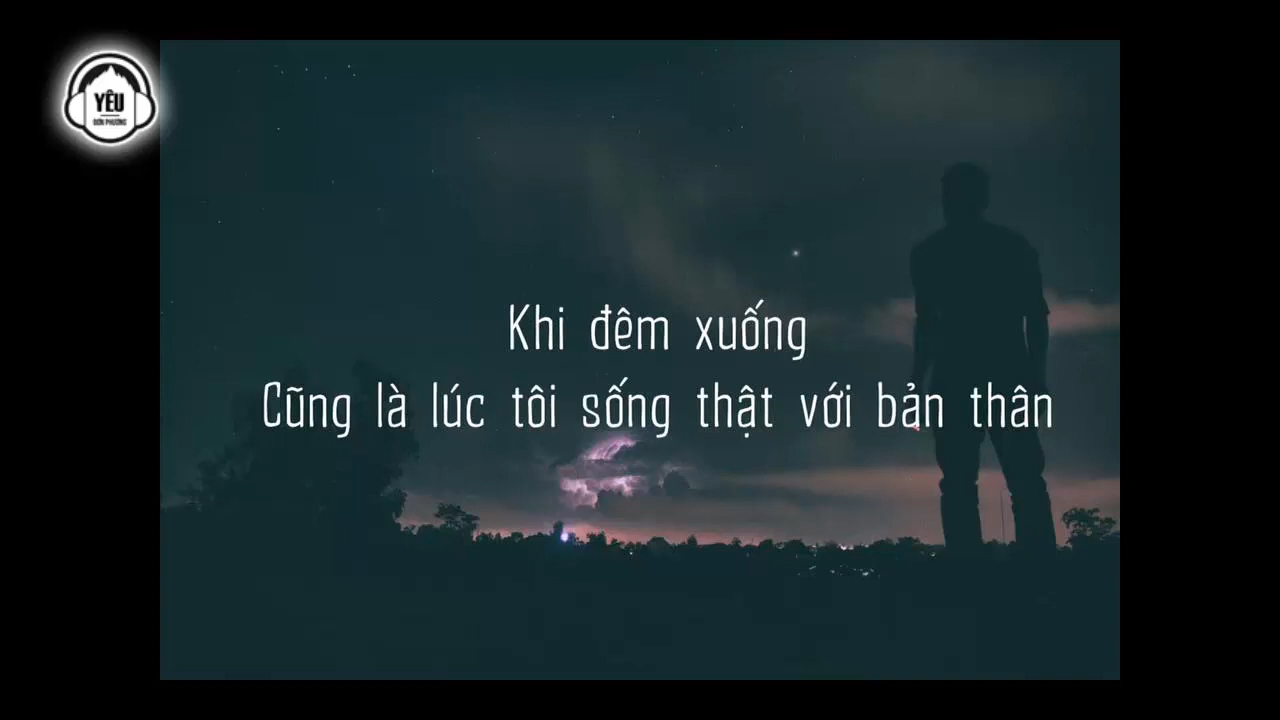 YÊU
ĐƠN PHƯƠNG
Khi đêm xuống
Cũng là lúc tôi sống thật với bản thân